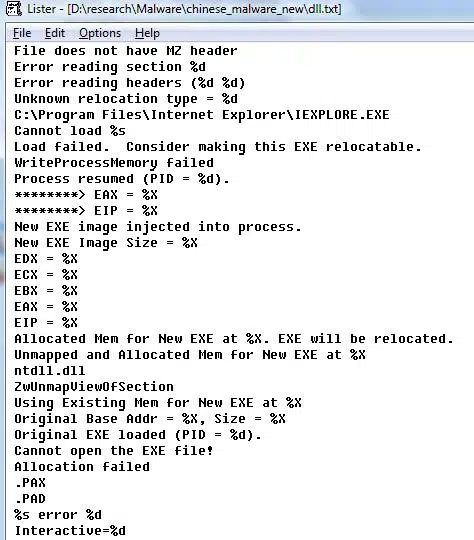 Lister - [D:\research\Malware\chinese_malware_new\dll.txt]
File Edit Options Help
File does not have MZ header
Error reading section %d
Error reading headers (%d %d)
Unknown relocation type = %d
C:\Program Files\Internet Explorer\IEXPLORE.EXE
Cannot load %s
Load failed.  Consider making this EXE relocatable.
WriteProcessMemory failed
Process resumed (PID = %d).
********> EAX = %X
********> EIP = %X
New EXE image injected into process.
New EXE Image Size = %X
EDX = %X
ECX = %X
EBX = %X
EAX = %X
EIP = %X
Allocated Mem for New EXE at %X. EXE will be relocated.
Unmapped and Allocated Mem for New EXE at %X
ntdll.dll
ZwUnmapViewOfSection
Using Existing Mem for New EXE at %X
Original Base Addr = %X, Size = %X
Original EXE loaded (PID = %d).
Cannot open the EXE file!
Allocation failed
.PAX
.PAD
%s error %d
Interactive=%d